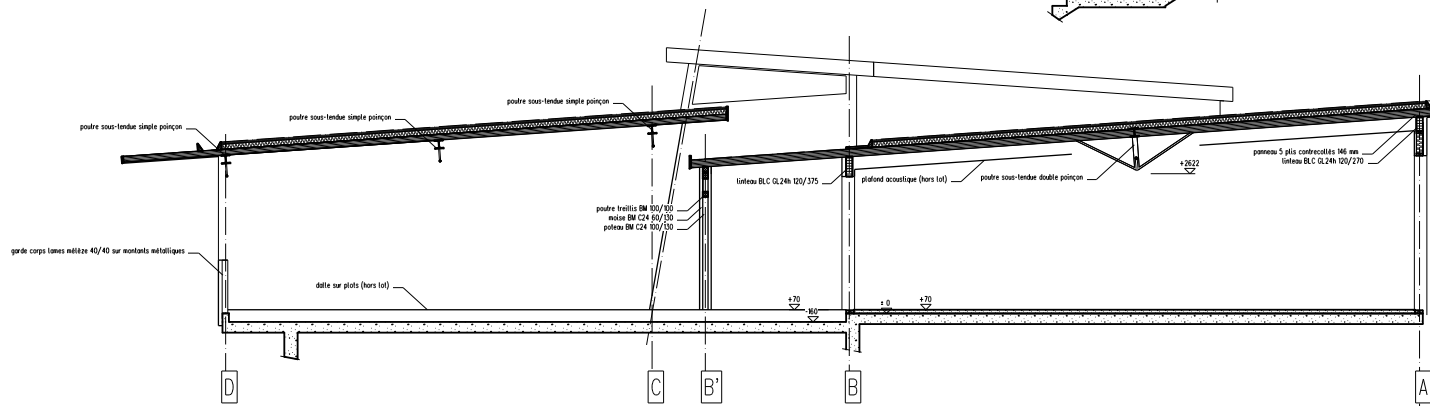 poutre sous-tendue simple poinçon
poutre sous-tendue simple poinçon
poutre sous-tendue simple poinçon
panneau 5 plis contrecollés 146 mm
linteau BLC GL24h 120/270
+2622
linteau BLC GL24h 120/375
plafond acoustique (hors lot)
poutre sous-tendue double poinçon
poutre treillis BM 100/100
moise BM C24 60/130
poteau BM C24 100/130
garde corps lames mélèze 40/40 sur montants métalliques
dalle sur plots (hors lot)
+70
-160
± 0
+70
D
C
B'
B
A